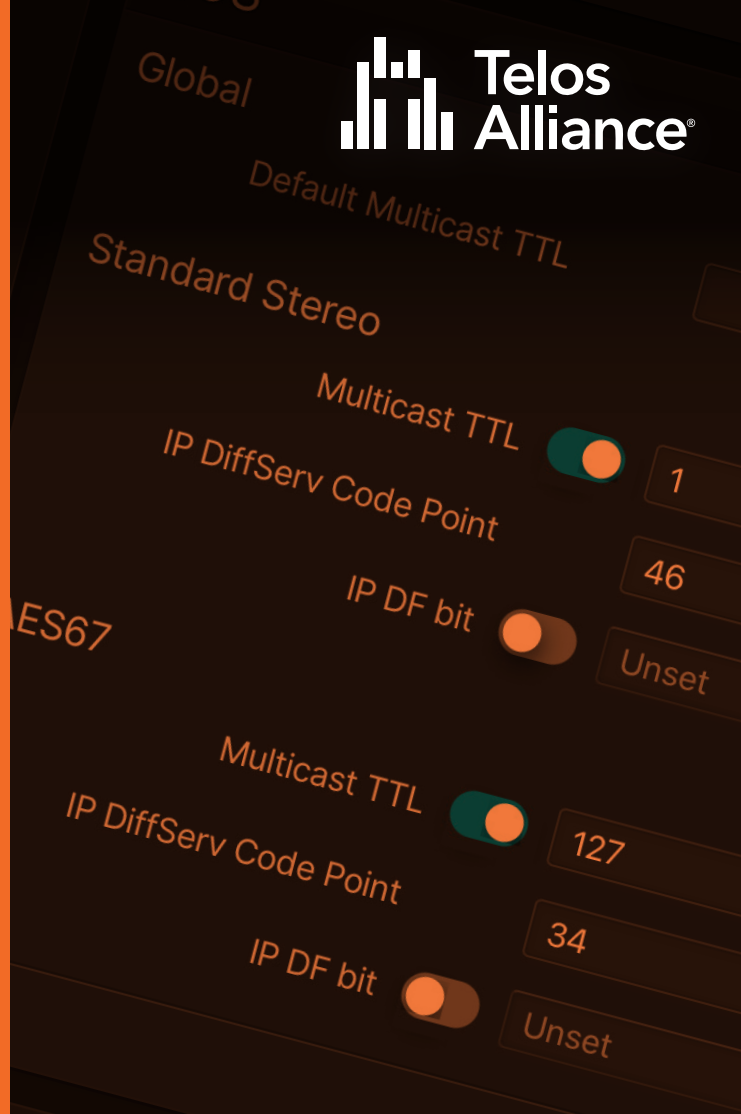 Telos
Alliance®
Global
Default Multicast TTL
Standard Stereo
Multicast TTL
1
IP DiffServ Code Point
46
IP DF bit
Unset
AES67
Multicast TTL
127
IP DiffServ Code Point
34
IP DF bit
Unset